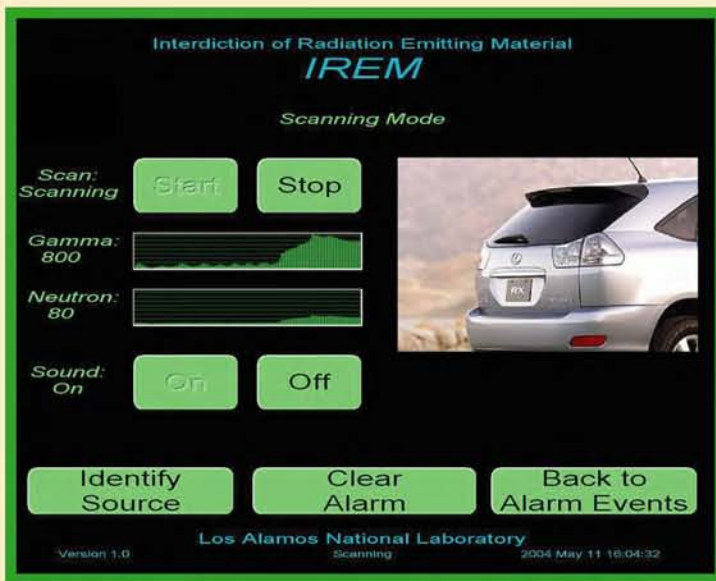 Interdiction of Radiation Emitting Material
IREM
Scanning Mode
Scan:
Scanning
Start
Stop
Gamma:
800
Neutron:
80
Sound:
On
On
Off
RX
Identify
Source
Clear
Alarm
Back to
Alarm Events
Los Alamos National Laboratory
Version 1.0
Scanning
2004 May 11 16:04:32